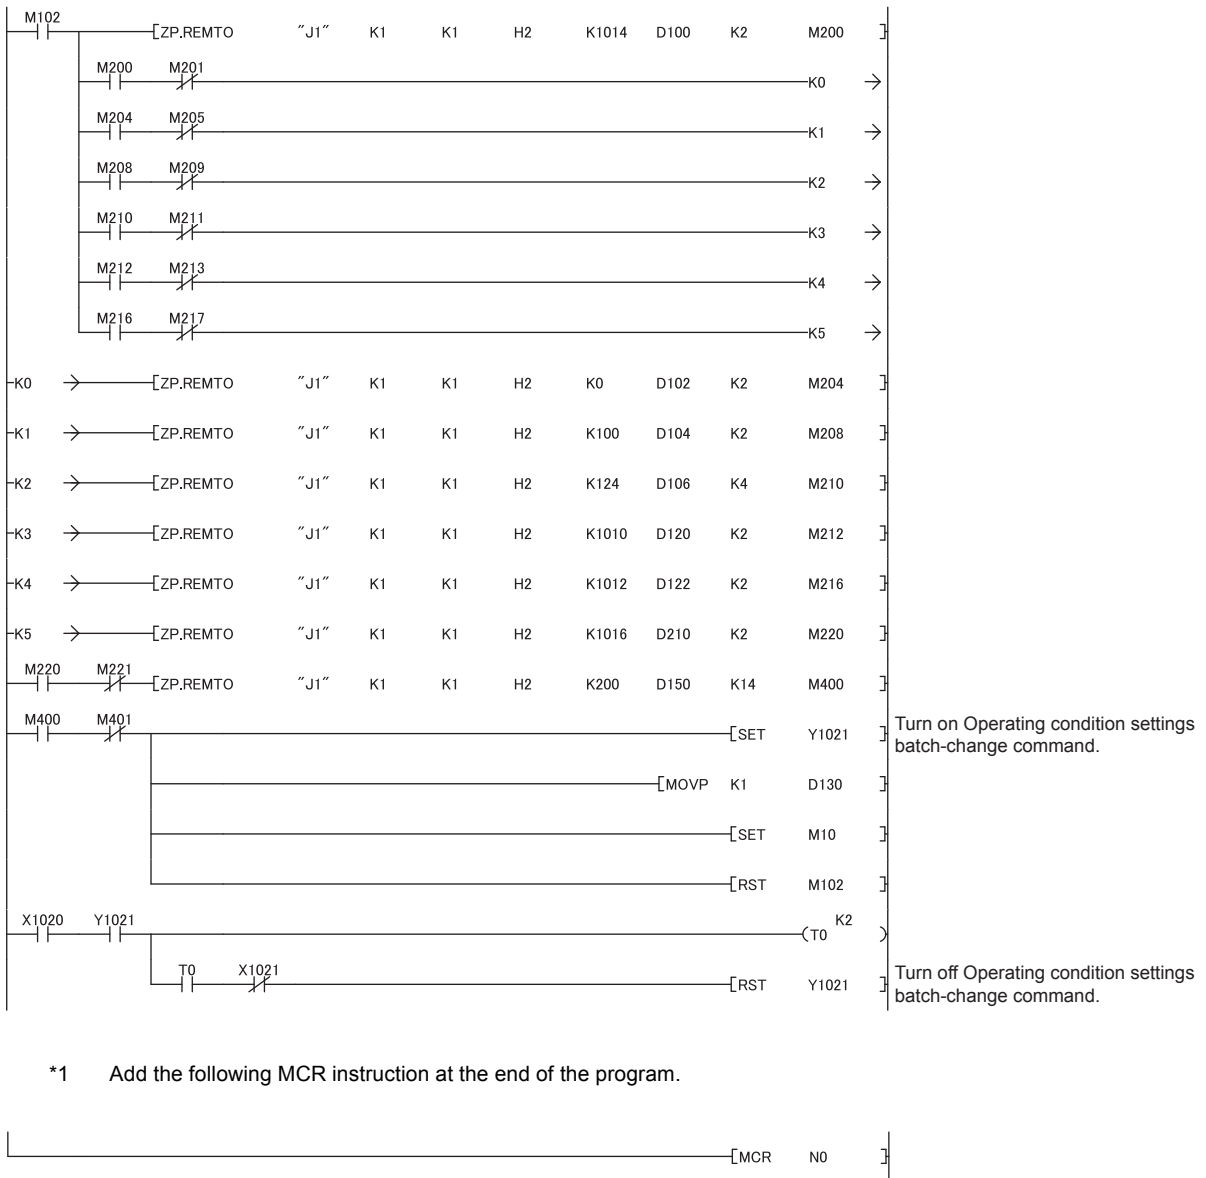 M102
[ZP.REMTO "J1" K1 K1 H2 K1014 D100 K2 M200 ]
M200 M201
K0
M204 M205
K1
M208 M209
K2
M210 M211
K3
M212 M213
K4
M216 M217
K5
K0 [ZP.REMTO "J1" K1 K1 H2 K0 D102 K2 M204 ]
K1 [ZP.REMTO "J1" K1 K1 H2 K100 D104 K2 M208 ]
K2 [ZP.REMTO "J1" K1 K1 H2 K124 D106 K4 M210 ]
K3 [ZP.REMTO "J1" K1 K1 H2 K1010 D120 K2 M212 ]
K4 [ZP.REMTO "J1" K1 K1 H2 K1012 D122 K2 M216 ]
K5 [ZP.REMTO "J1" K1 K1 H2 K1016 D210 K2 M220 ]
M220 M221
[ZP.REMTO "J1" K1 K1 H2 K200 D150 K14 M400 ]
M400 M401
[SET Y1021 ]
Turn on Operating condition settings
batch-change command.
[MOVP K1 D130 ]
[SET M10 ]
[RST M102 ]
X1020 Y1021
K2
(T0 )
T0 X1021
[RST Y1021 ]
Turn off Operating condition settings
batch-change command.
*1 Add the following MCR instruction at the end of the program.
[MCR N0 ]